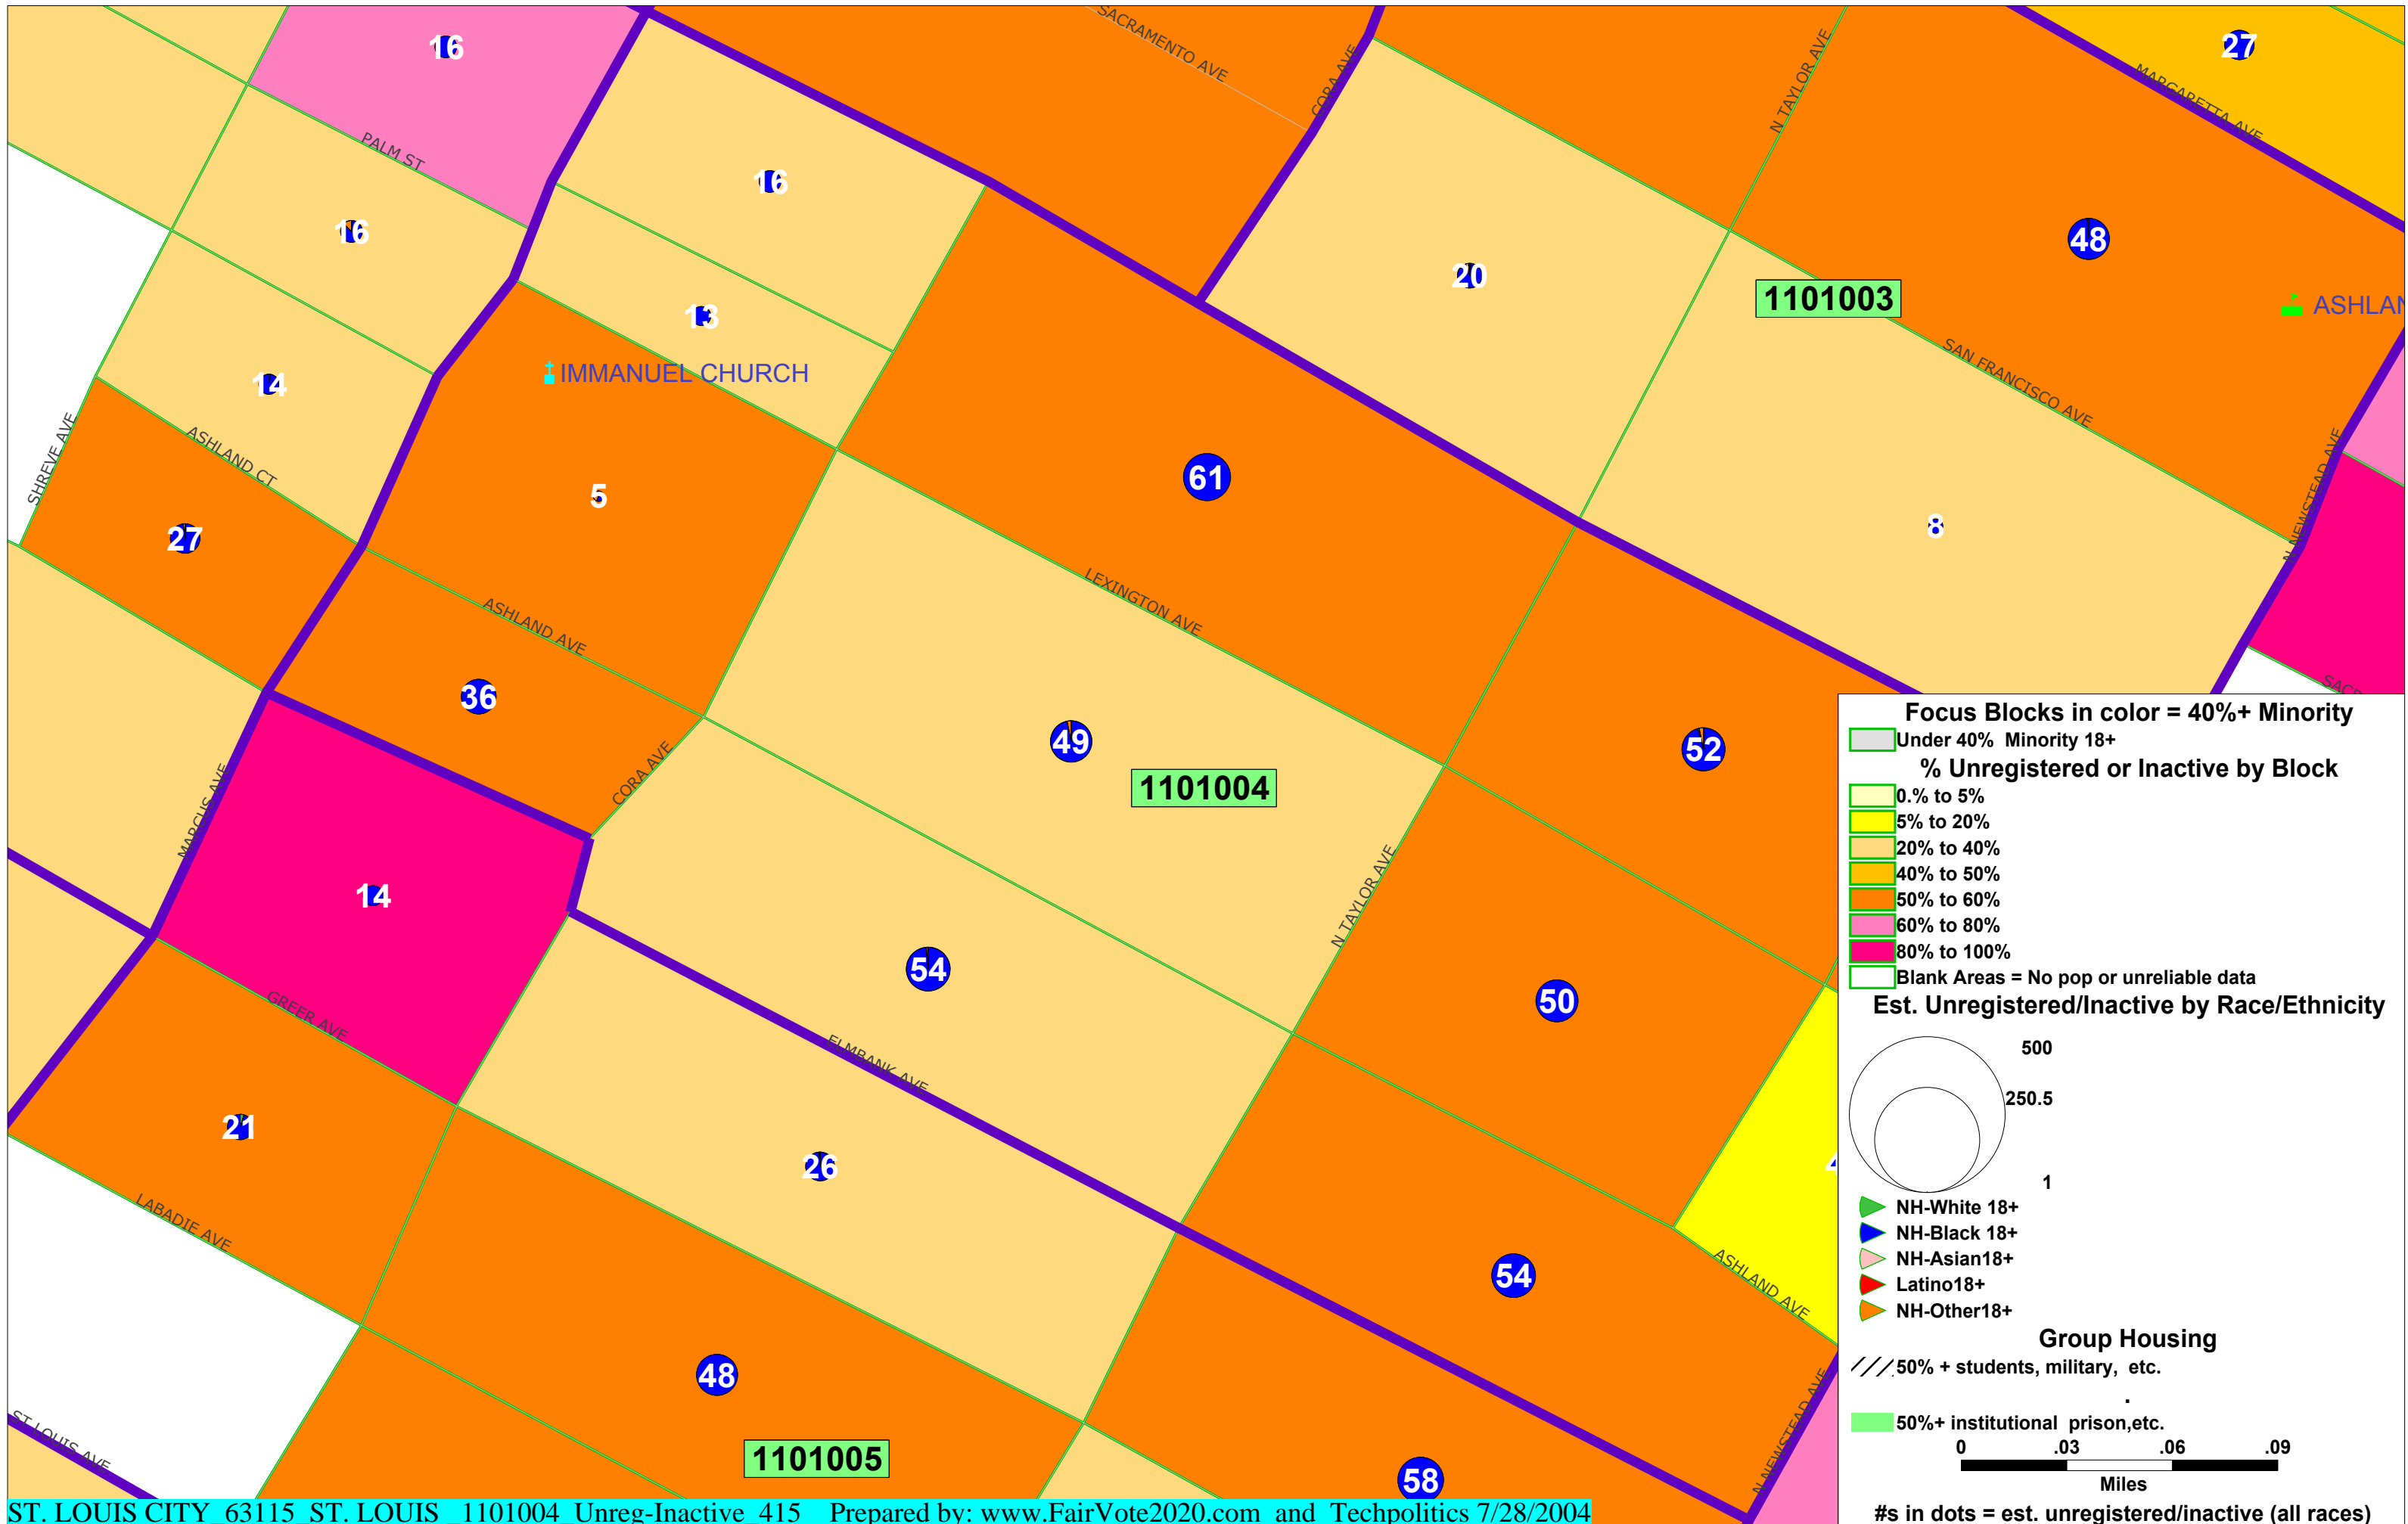 SACRAMENTO AVE
CORA AVE
N TAYLOR AVE
MARGARETTA AVE
27
16
PALM ST
16
16
48
20
1101003
ASHLAN
13
SAN FRANCISCO AVE
IMMANUEL CHURCH
14
SHREVE AVE
ASHLAND CT
61
N NEWSTEAD AVE
5
8
27
LEXINGTON AVE
ASHLAND AVE
36
49
52
1101004
CORA AVE
MARCUS AVE
14
N TAYLOR AVE
54
50
GREER AVE
ELMBANK AVE
21
26
4
LABADIE AVE
54
ASHLAND AVE
48
N NEWSTEAD AVE
ST LOUIS AVE
1101005
58
Focus Blocks in color = 40%+ Minority
Under 40% Minority 18+
% Unregistered or Inactive by Block
0.% to 5%
5% to 20%
20% to 40%
40% to 50%
50% to 60%
60% to 80%
80% to 100%
Blank Areas = No pop or unreliable data
Est. Unregistered/Inactive by Race/Ethnicity
500
250.5
1
NH-White 18+
NH-Black 18+
NH-Asian18+
Latino18+
NH-Other18+
Group Housing
50% + students, military, etc.
.
50%+ institutional prison,etc.
0 .03 .06 .09
Miles
#s in dots = est. unregistered/inactive (all races)
ST. LOUIS CITY 63115 ST. LOUIS 1101004 Unreg-Inactive 415 Prepared by: www.FairVote2020.com and Techpolitics 7/28/2004